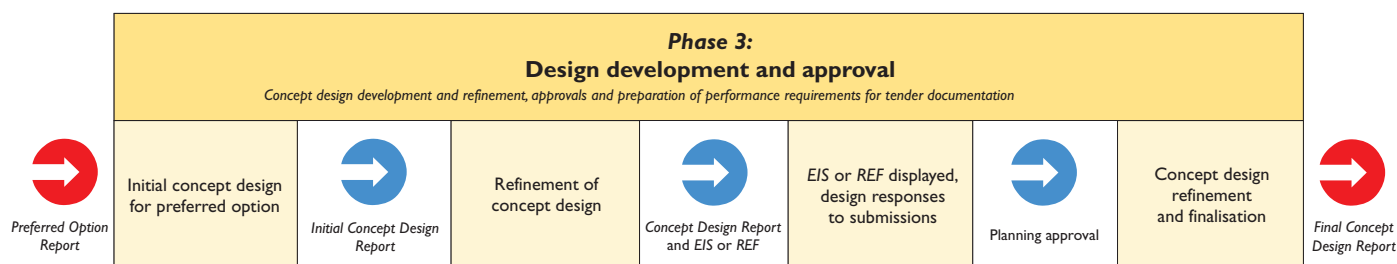 Phase 3:
Design development and approval
Concept design development and refinement, approvals and preparation of performance requirements for tender documentation
Preferred Option
Report
Initial concept design
for preferred option
Initial Concept Design
Report
Refinement of
concept design
Concept Design Report
and EIS or REF
EIS or REF displayed,
design responses
to submissions
Planning approval
Concept design
refinement
and finalisation
Final Concept
Design Report